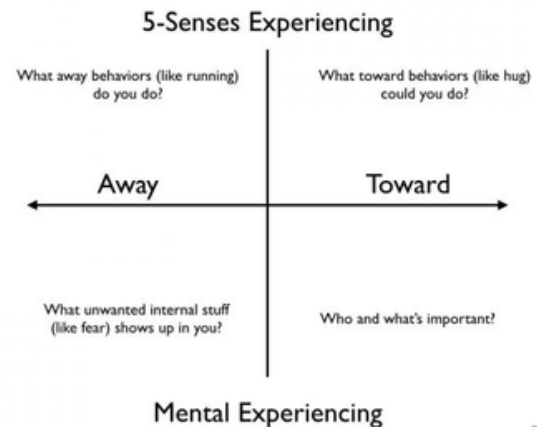 5-Senses Experiencing
What away behaviors (like running)
do you do?
What toward behaviors (like hug)
could you do?
Away
Toward
What unwanted internal stuff
(like fear) shows up in you?
Who and what's important?
Mental Experiencing